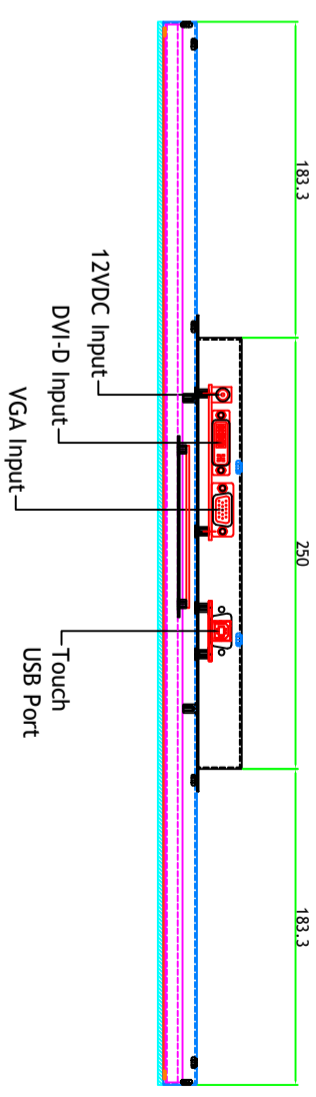 183.3
250
183.3
12VDC Input
DVI-D Input
VGA Input
Touch
USB Port